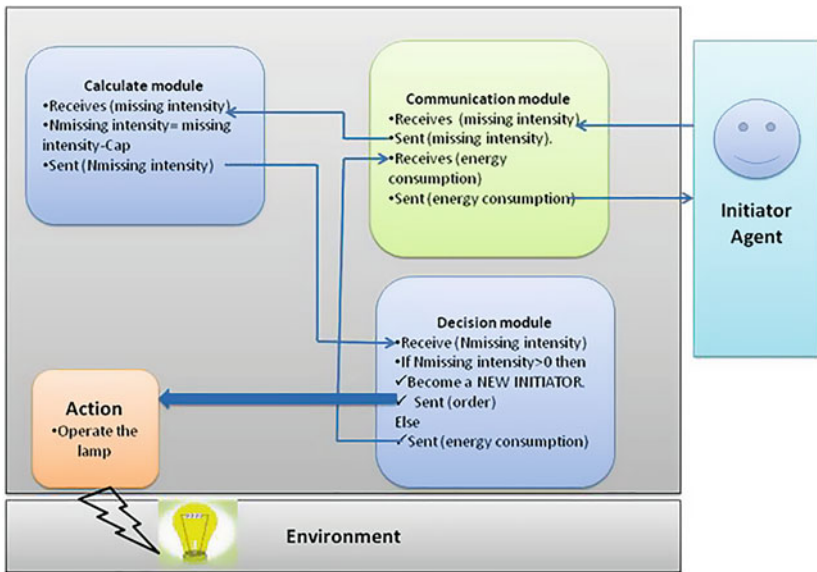 Calculate module
•Receives (missing intensity)
•Nmissing intensity= missing
intensity-Cap
•Sent (Nmissing intensity)
Communication module
•Receives (missing intensity)
•Sent (missing intensity).
•Receives (energy
consumption)
•Sent (energy consumption)
Initiator
Agent
Decision module
•Receive (Nmissing intensity)
•If Nmissing intensity>0 then
✓Become a NEW INITIATOR.
✓ Sent (order)
Else
✓Sent (energy consumption)
Action
•Operate the
lamp
Environment